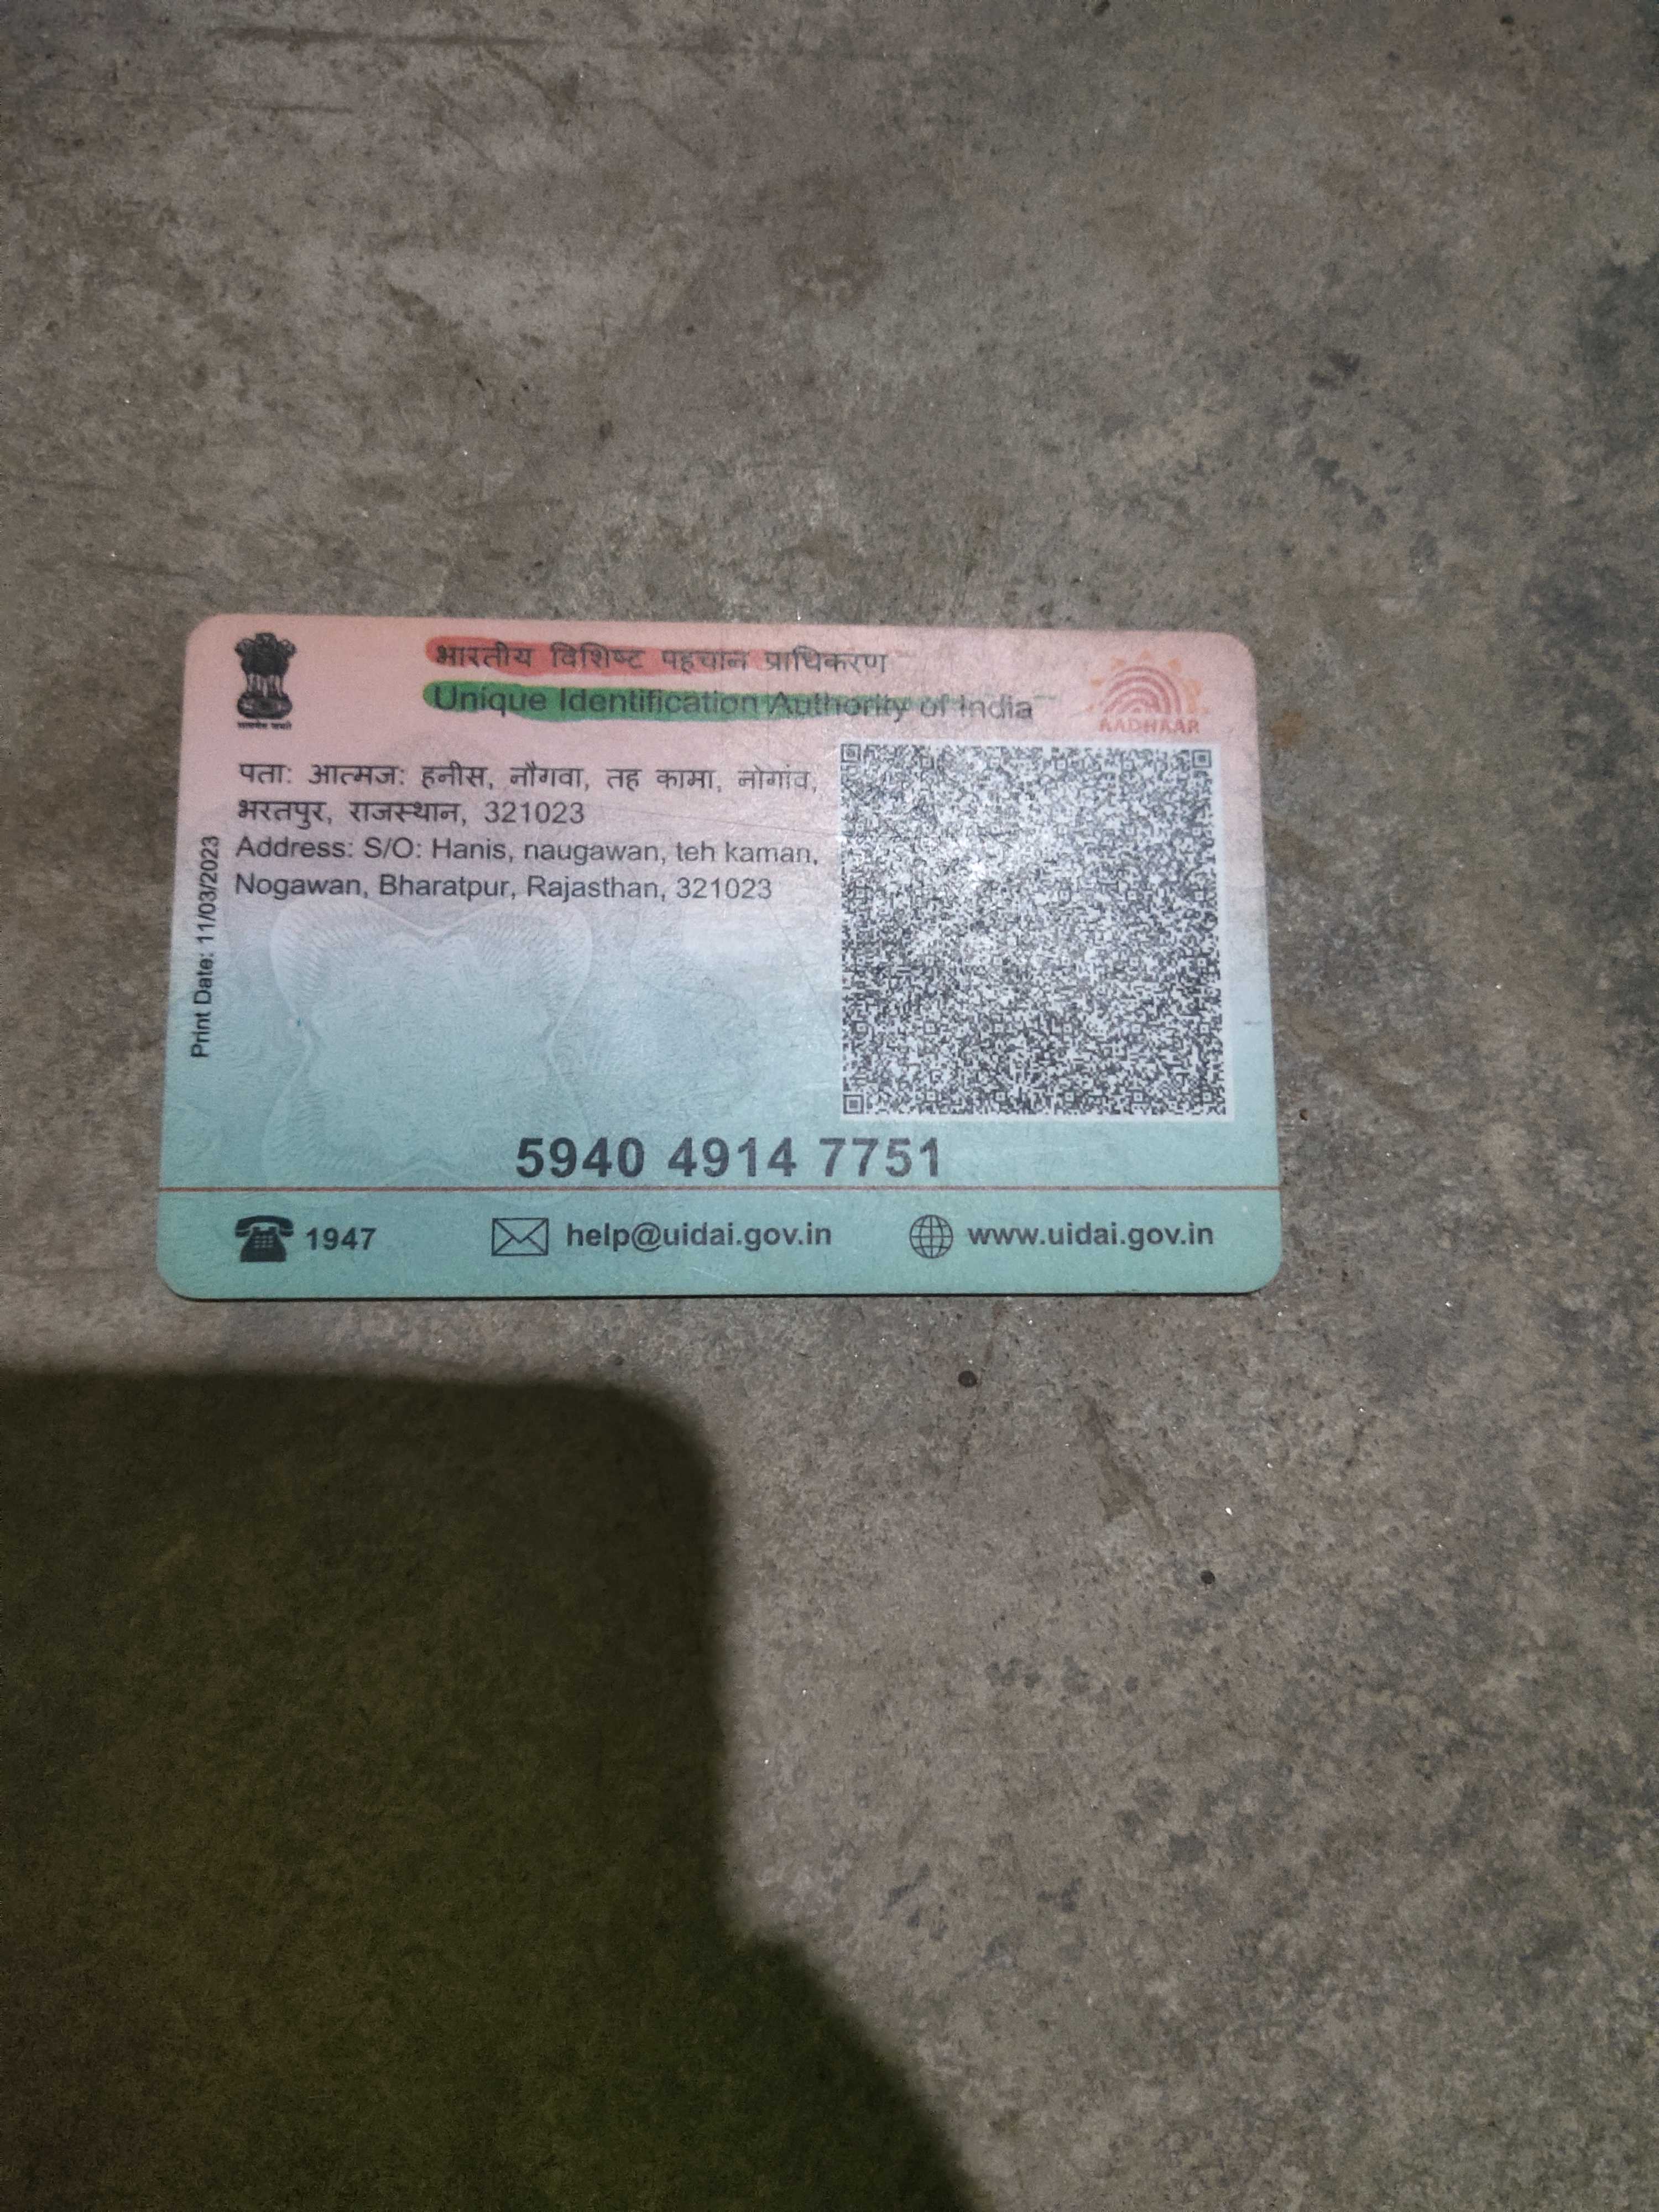 भारतीय विशिष्ट पहचान प्राधिकरण
Unique Identification Authority of India
AADHAAR
पता: आत्मज: हनीस, नौगवा, तह कामा, नोगांव,
भरतपुर, राजस्थान, 321023
Address: S/O: Hanis, naugawan, teh kaman,
Nogawan, Bharatpur, Rajasthan, 321023
Print Date: 11/03/2023
5940 4914 7751
1947
help@uidai.gov.in
www.uidai.gov.in